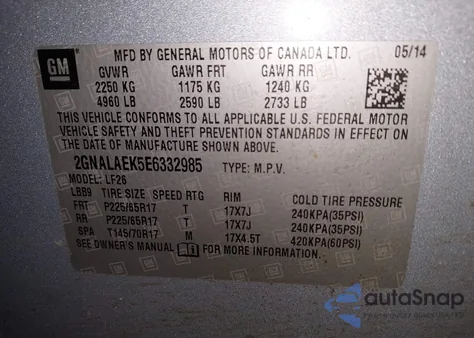 GM
MFD BY GENERAL MOTORS OF CANADA LTD. 05/14
GVWR GAWR FRT GAWR RR
2250 KG 1175 KG 1240 KG
4960 LB 2590 LB 2733 LB
THIS VEHICLE CONFORMS TO ALL APPLICABLE U.S. FEDERAL MOTOR
VEHICLE SAFETY AND THEFT PREVENTION STANDARDS IN EFFECT ON
THE DATE OF MANUFACTURE SHOWN ABOVE.
2GNALAEK5E6332985 TYPE: M.P.V.
MODEL: LF26
LBB9 TIRE SIZE SPEED RTG RIM COLD TIRE PRESSURE
FRT P225/65R17 T 17X7J 240KPA(35PSI)
RR P225/65R17 T 17X7J 240KPA(35PSI)
SPA T145/70R17 M 17X4.5T 420KPA(60PSI)
SEE OWNER'S MANUAL FOR MORE INFORMATION
autoSnap